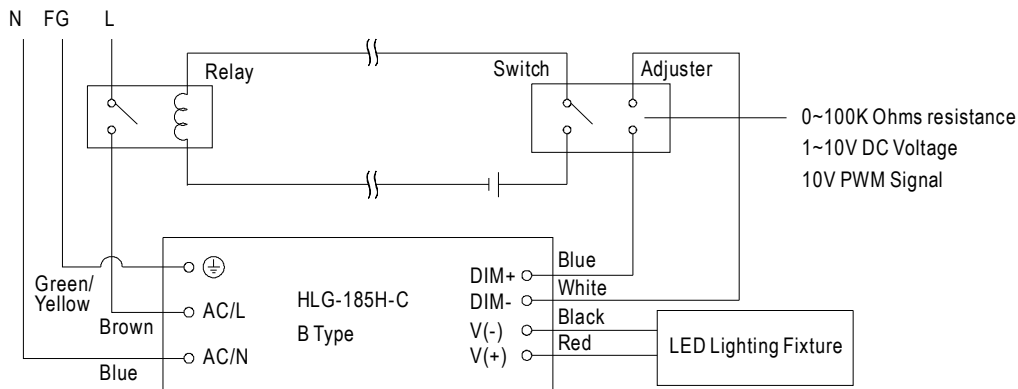 N FG L
Relay
Switch
Adjuster
0~100K Ohms resistance
1~10V DC Voltage
10V PWM Signal
Green/
Yellow
Brown
Blue
AC/L
AC/N
HLG-185H-C
B Type
DIM+
DIM-
V(-)
V(+)
Blue
White
Black
Red
LED Lighting Fixture